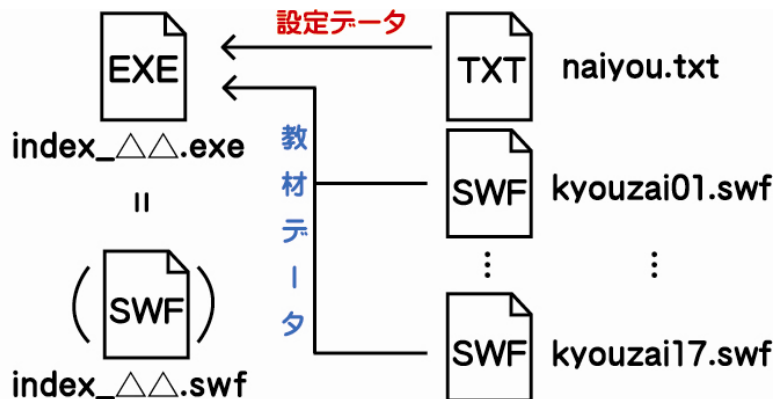 設定データ
EXE
TXT
naiyou.txt
index_△△.exe
教材データ
SWF
kyouzai01.swf
=
⋮
⋮
(SWF)
SWF
kyouzai17.swf
index_△△.swf